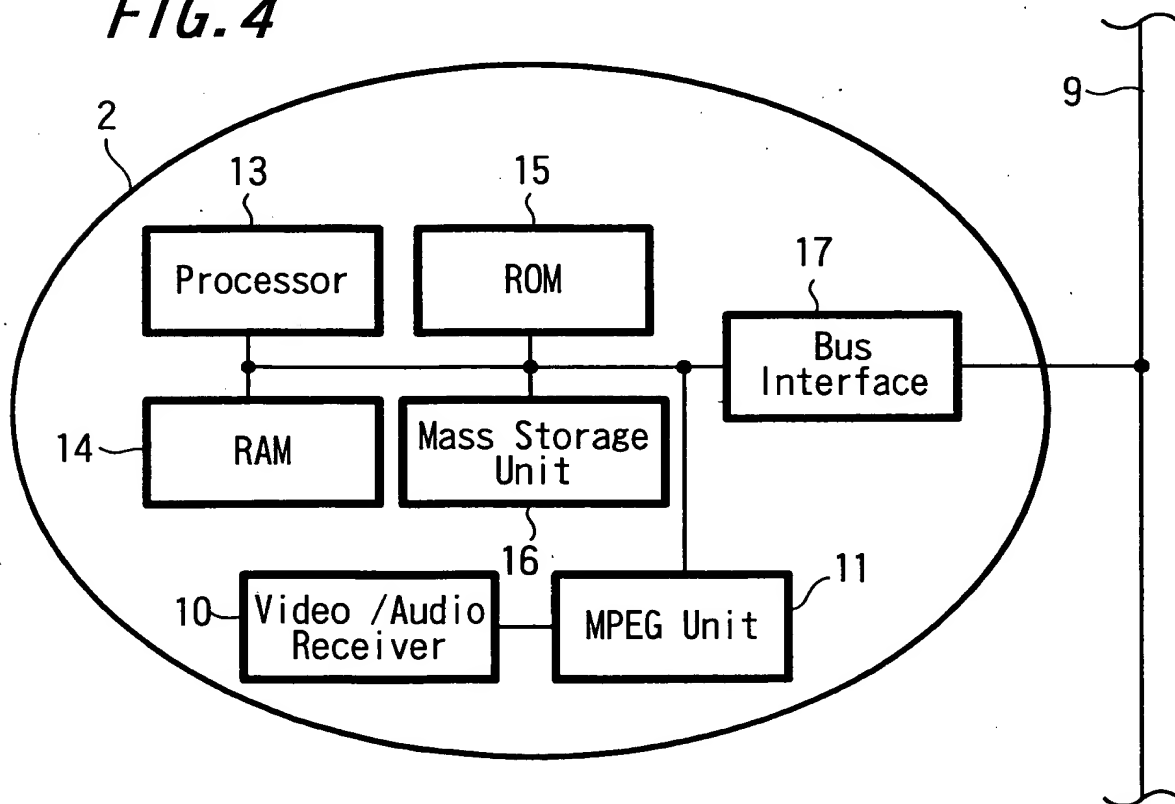 FIG. 4
9
2
13
15
Processor
ROM
17
Bus
Interface
14
RAM
Mass Storage
Unit
16
11
10
Video /Audio
Receiver
MPEG Unit